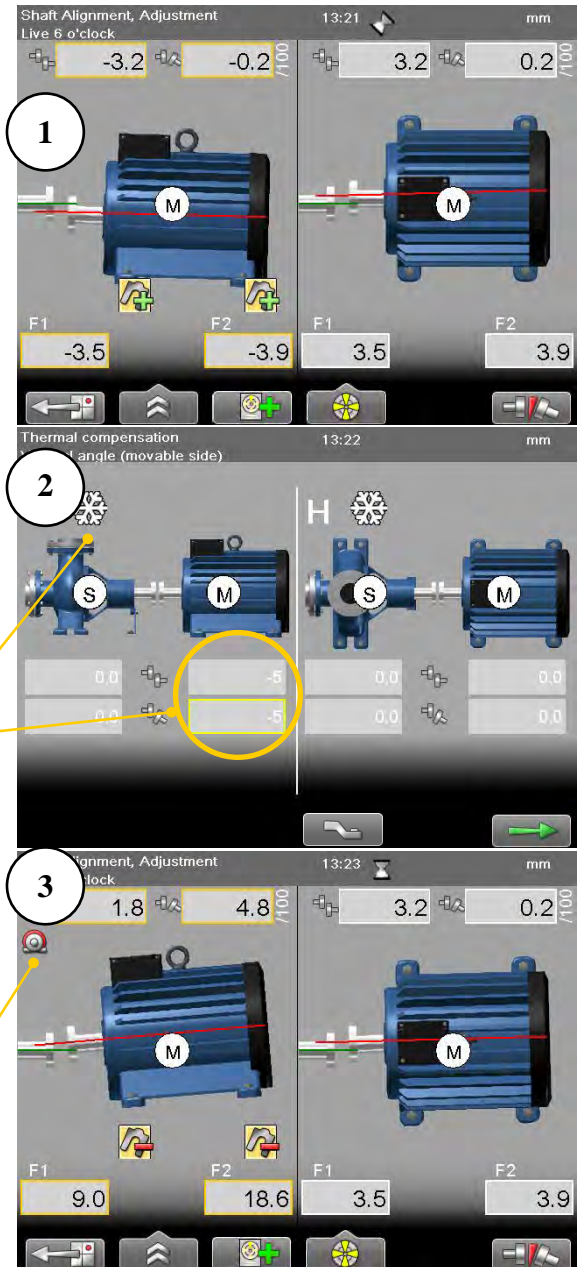 Shaft Alignment, Adjustment 13:21 mm
Live 6 o'clock
-3.2 -0.2 /100 3.2 0.2 /100
1
M M
F1 F2 F1 F2
-3.5 -3.9 3.5 3.9
Thermal compensation 13:22 mm
angle (movable side)
2
H
S M S M
0,0 -5 0,0 0,0
0,0 -5 0,0 0,0
ignment, Adjustment 13:23 mm
clock
3
1.8 4.8 /100 3.2 0.2 /100
M M
F1 F2 F1 F2
9.0 18.6 3.5 3.9